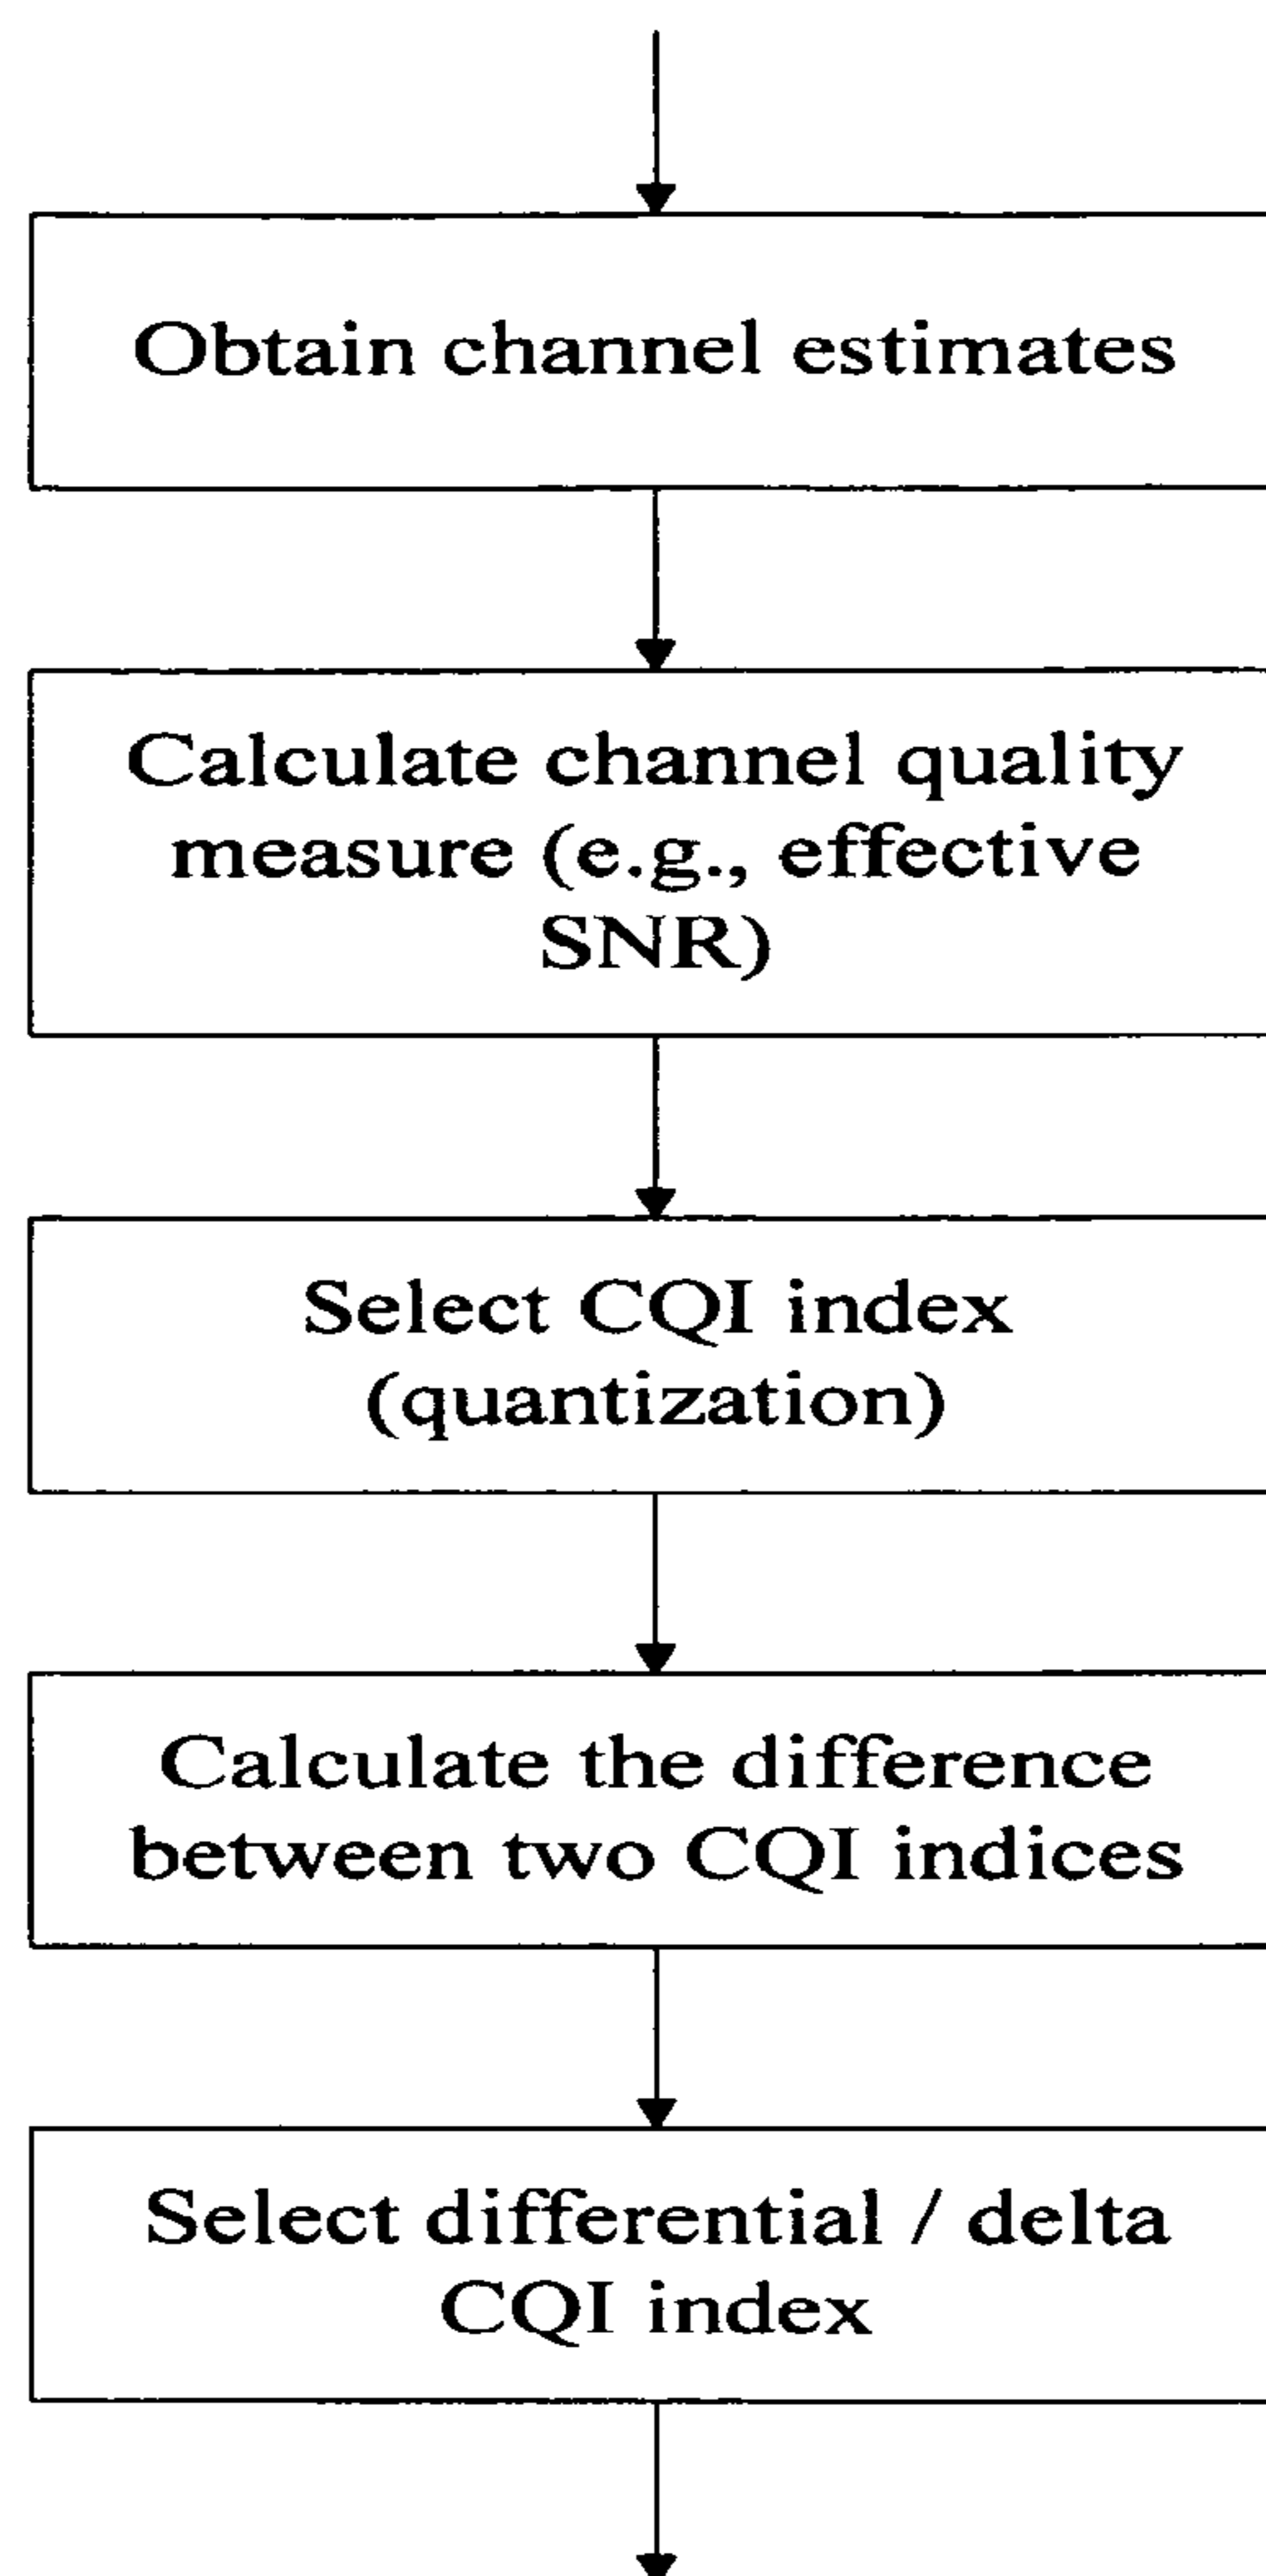 Obtain channel estimates
Calculate channel quality
measure (e.g., effective
SNR)
Select CQI index
(quantization)
Calculate the difference
between two CQI indices
Select differential / delta
CQI index